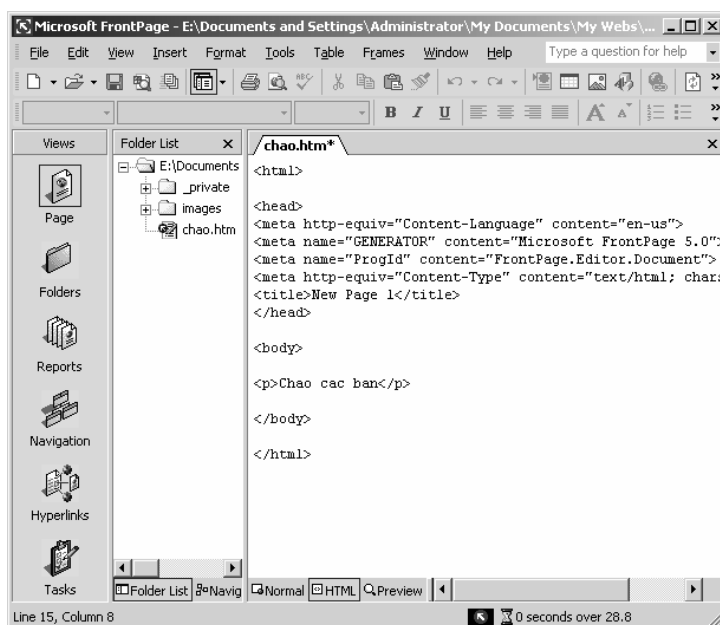 Microsoft FrontPage - E:\Documents and Settings\Administrator\My Documents\My Webs\...
File Edit View Insert Format Tools Table Frames Window Help Type a question for help
B I U A A
Views
Page
Folders
Reports
Navigation
Hyperlinks
Tasks
Folder List
E:\Documents
_private
images
chao.htm
Folder List Navig
chao.htm*
<html>
<head>
<meta http-equiv="Content-Language" content="en-us">
<meta name="GENERATOR" content="Microsoft FrontPage 5.0">
<meta name="ProgId" content="FrontPage.Editor.Document">
<meta http-equiv="Content-Type" content="text/html; chars
<title>New Page 1</title>
</head>
<body>
<p>Chao cac ban</p>
</body>
</html>
Normal HTML Preview
Line 15, Column 8 0 seconds over 28.8